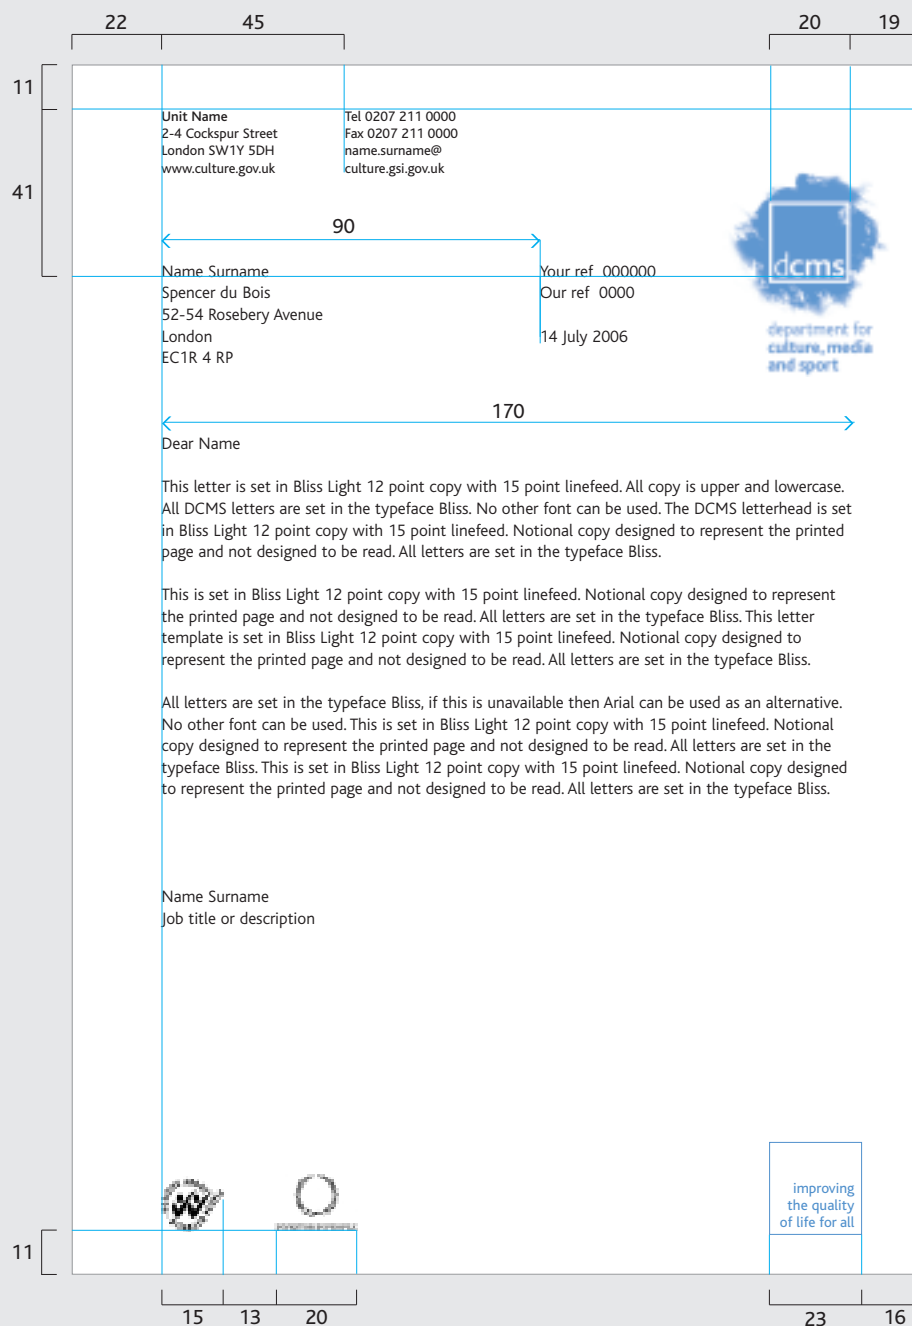 22 45 20 19
11
Unit Name
2-4 Cockspur Street
London SW1Y 5DH
www.culture.gov.uk
Tel 0207 211 0000
Fax 0207 211 0000
name.surname@
culture.gsi.gov.uk
41
90
Name Surname
Spencer du Bois
52-54 Rosebery Avenue
London
EC1R 4 RP
Your ref 000000
Our ref 0000
14 July 2006
dcms
department for
culture, media
and sport
170
Dear Name
This letter is set in Bliss Light 12 point copy with 15 point linefeed. All copy is upper and lowercase.
All DCMS letters are set in the typeface Bliss. No other font can be used. The DCMS letterhead is set
in Bliss Light 12 point copy with 15 point linefeed. Notional copy designed to represent the printed
page and not designed to be read. All letters are set in the typeface Bliss.
This is set in Bliss Light 12 point copy with 15 point linefeed. Notional copy designed to represent
the printed page and not designed to be read. All letters are set in the typeface Bliss. This letter
template is set in Bliss Light 12 point copy with 15 point linefeed. Notional copy designed to
represent the printed page and not designed to be read. All letters are set in the typeface Bliss.
All letters are set in the typeface Bliss, if this is unavailable then Arial can be used as an alternative.
No other font can be used. This is set in Bliss Light 12 point copy with 15 point linefeed. Notional
copy designed to represent the printed page and not designed to be read. All letters are set in the
typeface Bliss. This is set in Bliss Light 12 point copy with 15 point linefeed. Notional copy designed
to represent the printed page and not designed to be read. All letters are set in the typeface Bliss.
Name Surname
Job title or description
improving
the quality
of life for all
11
15 13 20 23 16